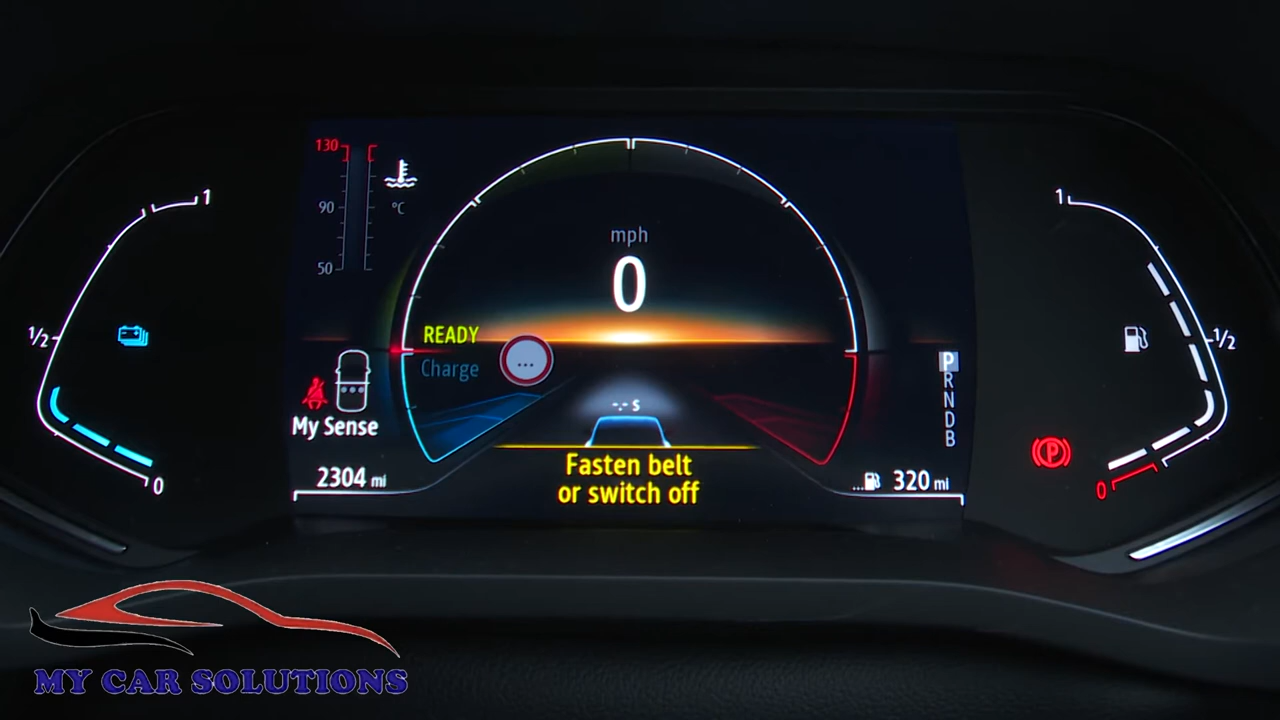 130
90
50
°C
1
1/2
0
mph
0
READY
Charge
...
My Sense
2304 mi
-.- s
Fasten belt
or switch off
P
R
N
D
B
... 320 mi
1
1/2
0
(P)
MY CAR SOLUTIONS